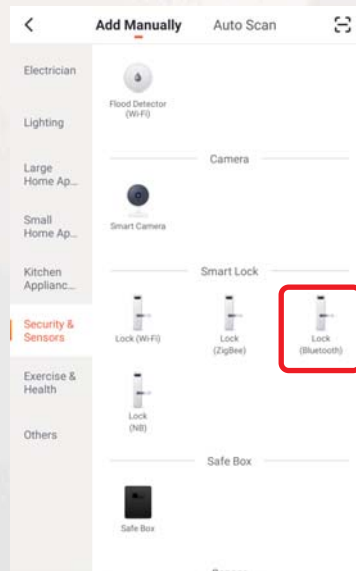 Add Manually
Auto Scan
Electrician
Lighting
Large
Home Ap...
Small
Home Ap...
Kitchen
Applianc...
Security &
Sensors
Exercise &
Health
Others
Flood Detector
(Wi-Fi)
Camera
Smart Camera
Smart Lock
Lock (Wi-Fi)
Lock
(ZigBee)
Lock
(Bluetooth)
Lock
(NB)
Safe Box
Safe Box